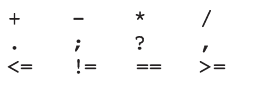 + - * /
. ; ? ,
<= != == >=